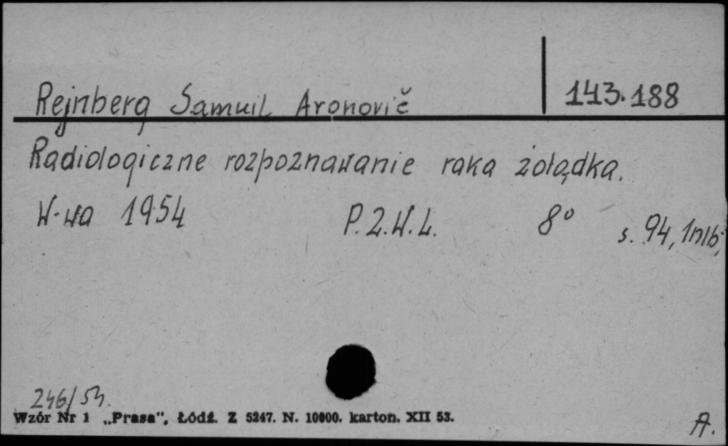 Rejnberg Samuil Aronovič
143.188
Radiologiczne rozpoznawanie raka żołądka.
W-wa 1954 P.Z.W.L. 8° s. 94, 1nlb;
246/54.
Wzór Nr 1 „Prasa", Łódź. Z 5247. N. 10000. karton. XII 53.
A.